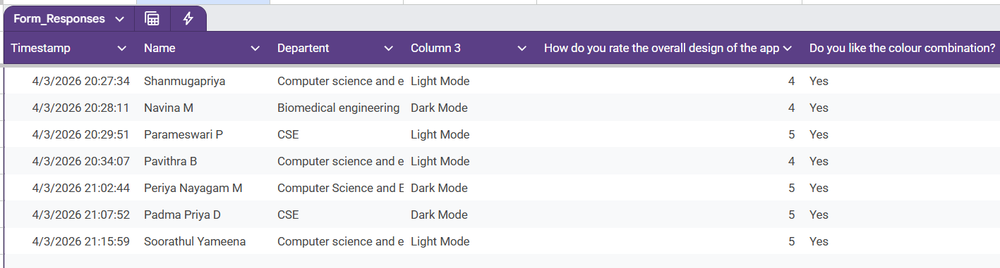 Form_Responses
Timestamp Name Departent Column 3 How do you rate the overall design of the app Do you like the colour combination?
4/3/2026 20:27:34 Shanmugapriya Computer science and e Light Mode 4 Yes
4/3/2026 20:28:11 Navina M Biomedical engineering Dark Mode 4 Yes
4/3/2026 20:29:51 Parameswari P CSE Light Mode 5 Yes
4/3/2026 20:34:07 Pavithra B Computer science and e Light Mode 4 Yes
4/3/2026 21:02:44 Periya Nayagam M Computer Science and E Dark Mode 5 Yes
4/3/2026 21:07:52 Padma Priya D CSE Dark Mode 5 Yes
4/3/2026 21:15:59 Soorathul Yameena Computer science and e Light Mode 5 Yes